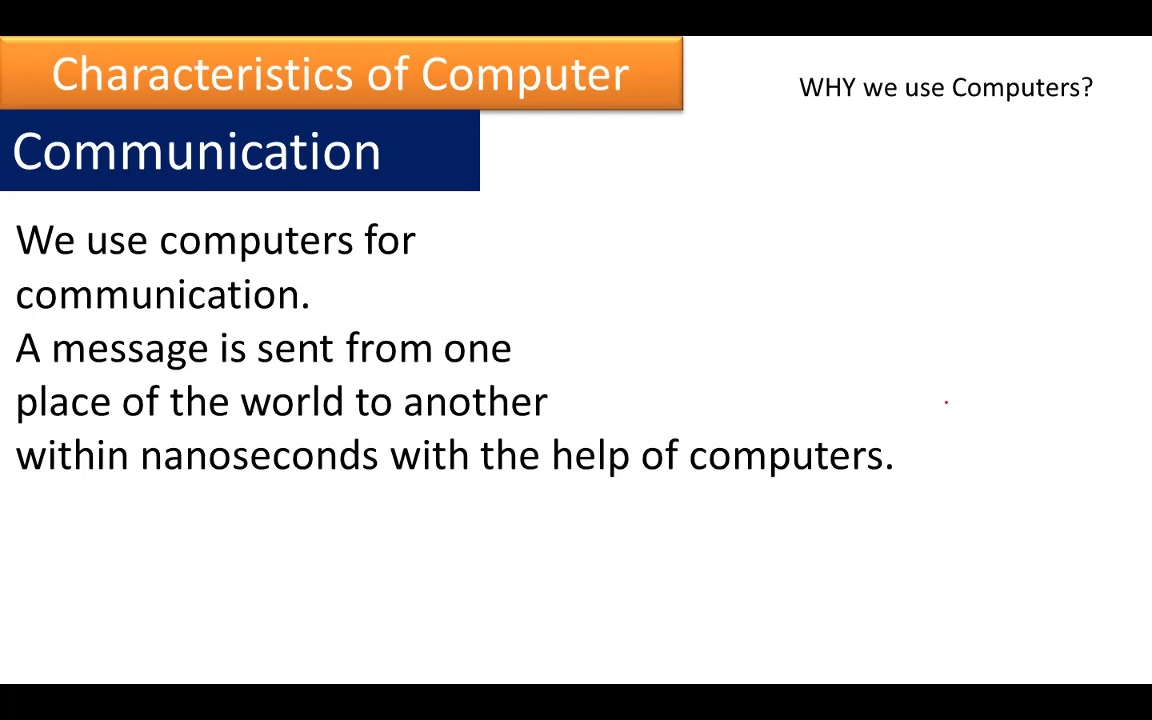 Characteristics of Computer
WHY we use Computers?
Communication
We use computers for
communication.
A message is sent from one
place of the world to another
within nanoseconds with the help of computers.